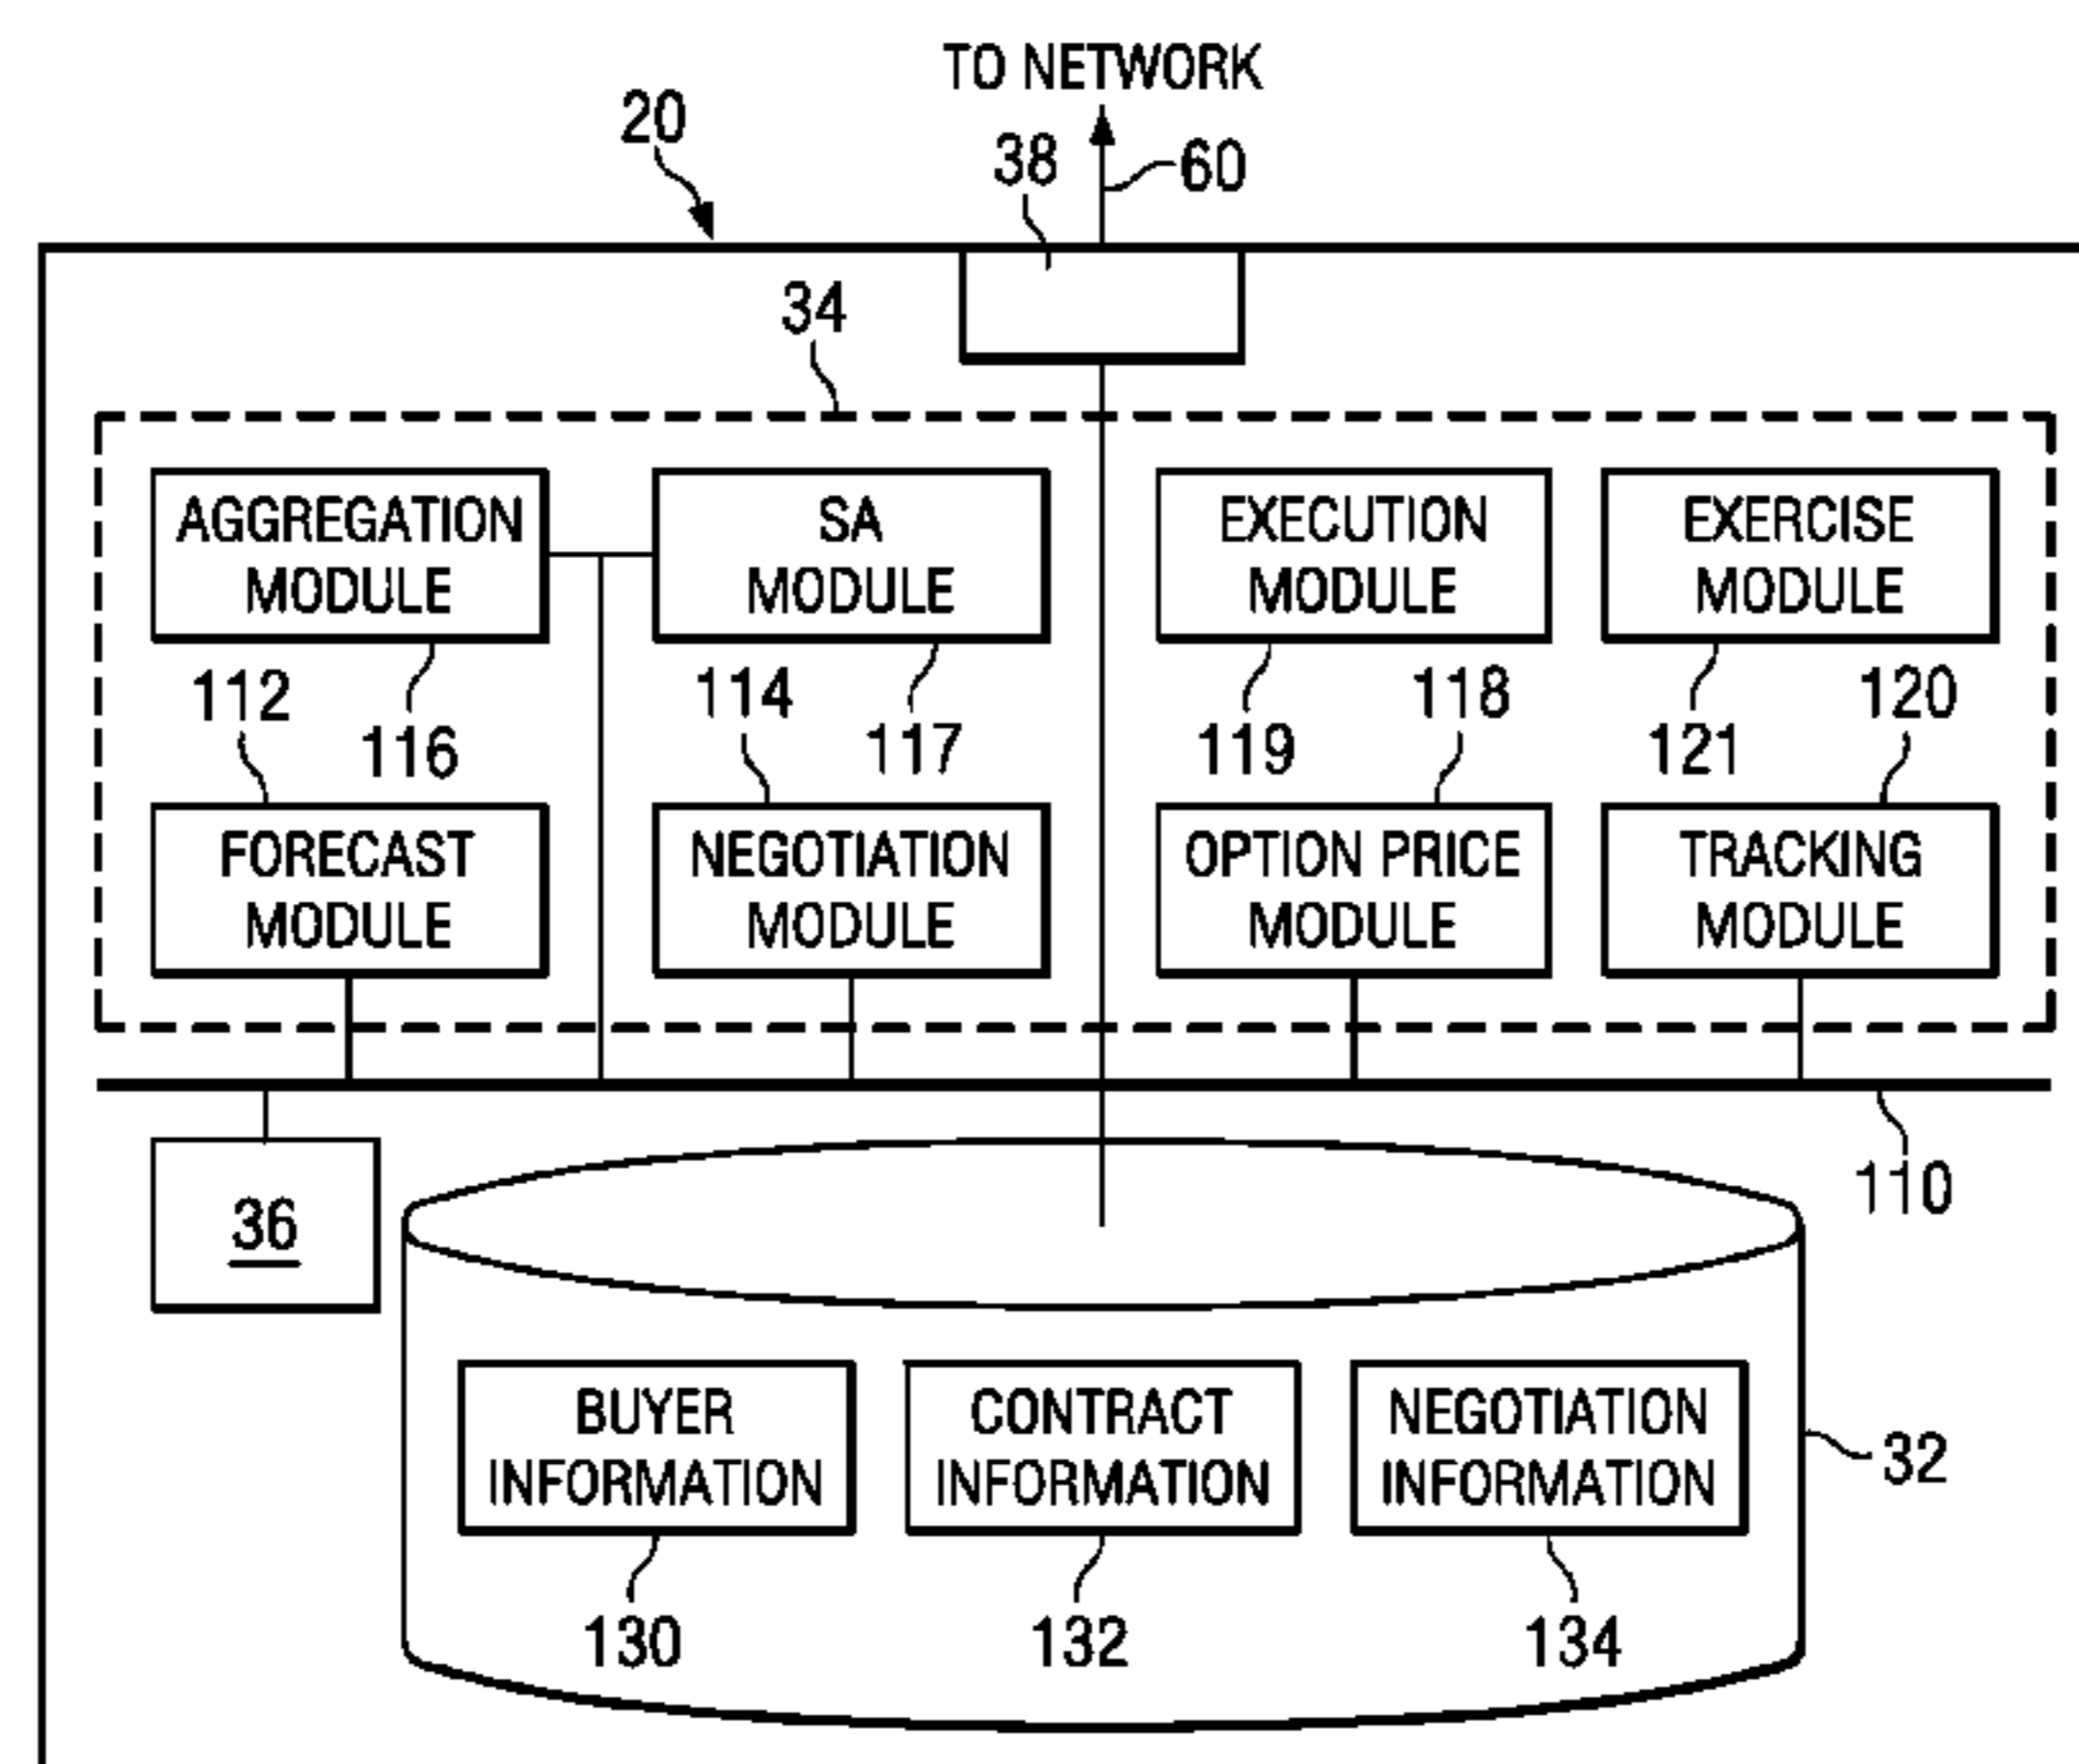 TO NETWORK
20
38
60
34
AGGREGATION
MODULE
SA
MODULE
EXECUTION
MODULE
EXERCISE
MODULE
112
116
114
117
119
118
121
120
FORECAST
MODULE
NEGOTIATION
MODULE
OPTION PRICE
MODULE
TRACKING
MODULE
110
36
BUYER
INFORMATION
CONTRACT
INFORMATION
NEGOTIATION
INFORMATION
32
130
132
134